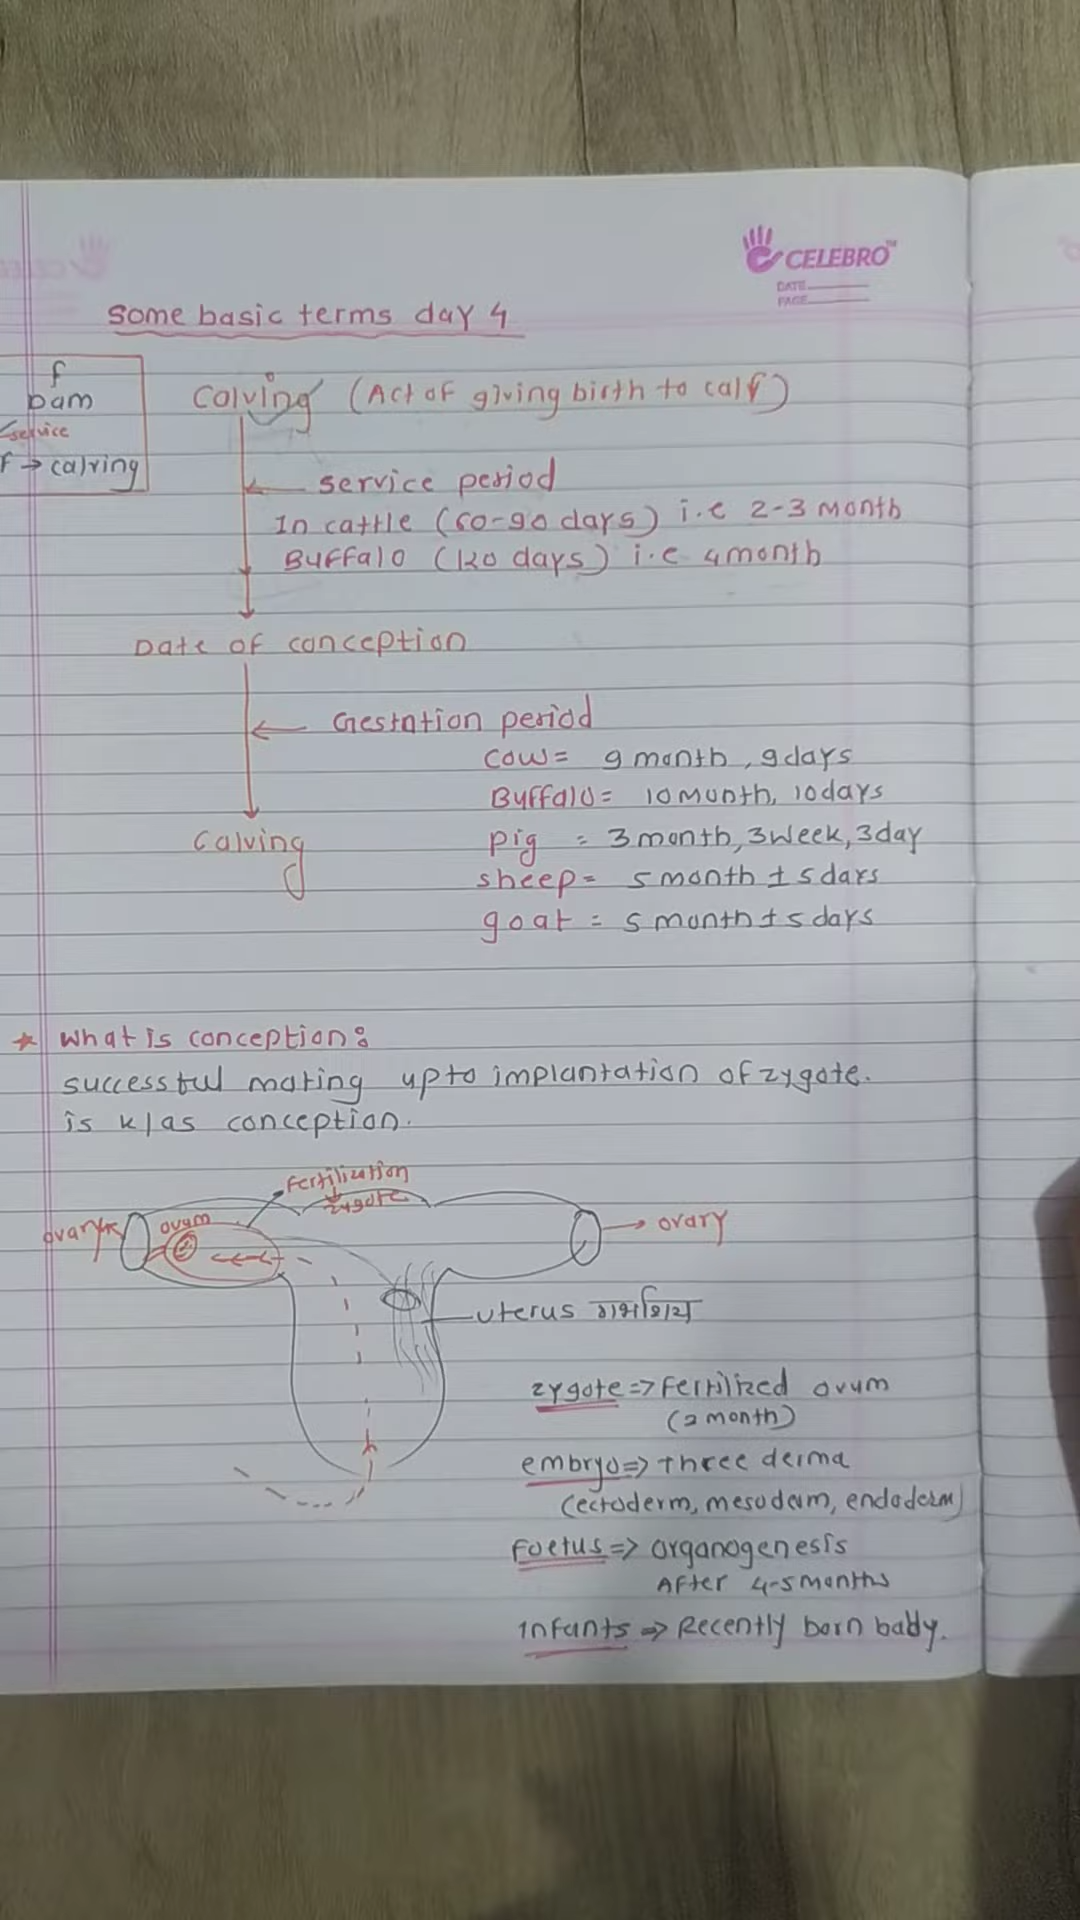 CELEBRO™
DATE
PAGE
some basic terms day 4
f
Dam
service
F → calving
Calving (Act of giving birth to calf)
service period
In cattle (60-90 days) i.e 2-3 month
Buffalo (120 days) i.e 4 month
Date of conception
Gestation period
cow = 9 month, 9 days
Buffalo = 10 month, 10 days
Calving
pig = 3 month, 3 week, 3 day
sheep = 5 month ± 5 days
goat = 5 month ± 5 days
★ what is conception:
successful mating upto implantation of zygote.
is k/as conception.
Fertilization
zygote
ovary
ovum
→ ovary
uterus गर्भाशिय
zygote => Fertilized ovum
(2 month)
embryo => Three derma
(ectoderm, mesodam, endoderm)
Foetus => organogenesis
After 4-5 months
Infants => Recently born baby.